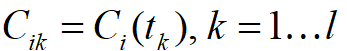 C_{ik} = C_i(t_k), k = 1…l